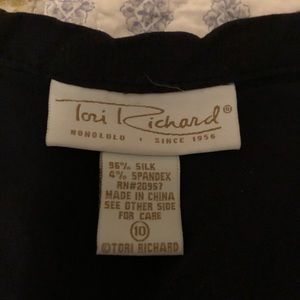 Tori Richard®
HONOLULU • SINCE 1956
96% SILK
4% SPANDEX
RN#20957
MADE IN CHINA
SEE OTHER SIDE
FOR CARE
10
©TORI RICHARD